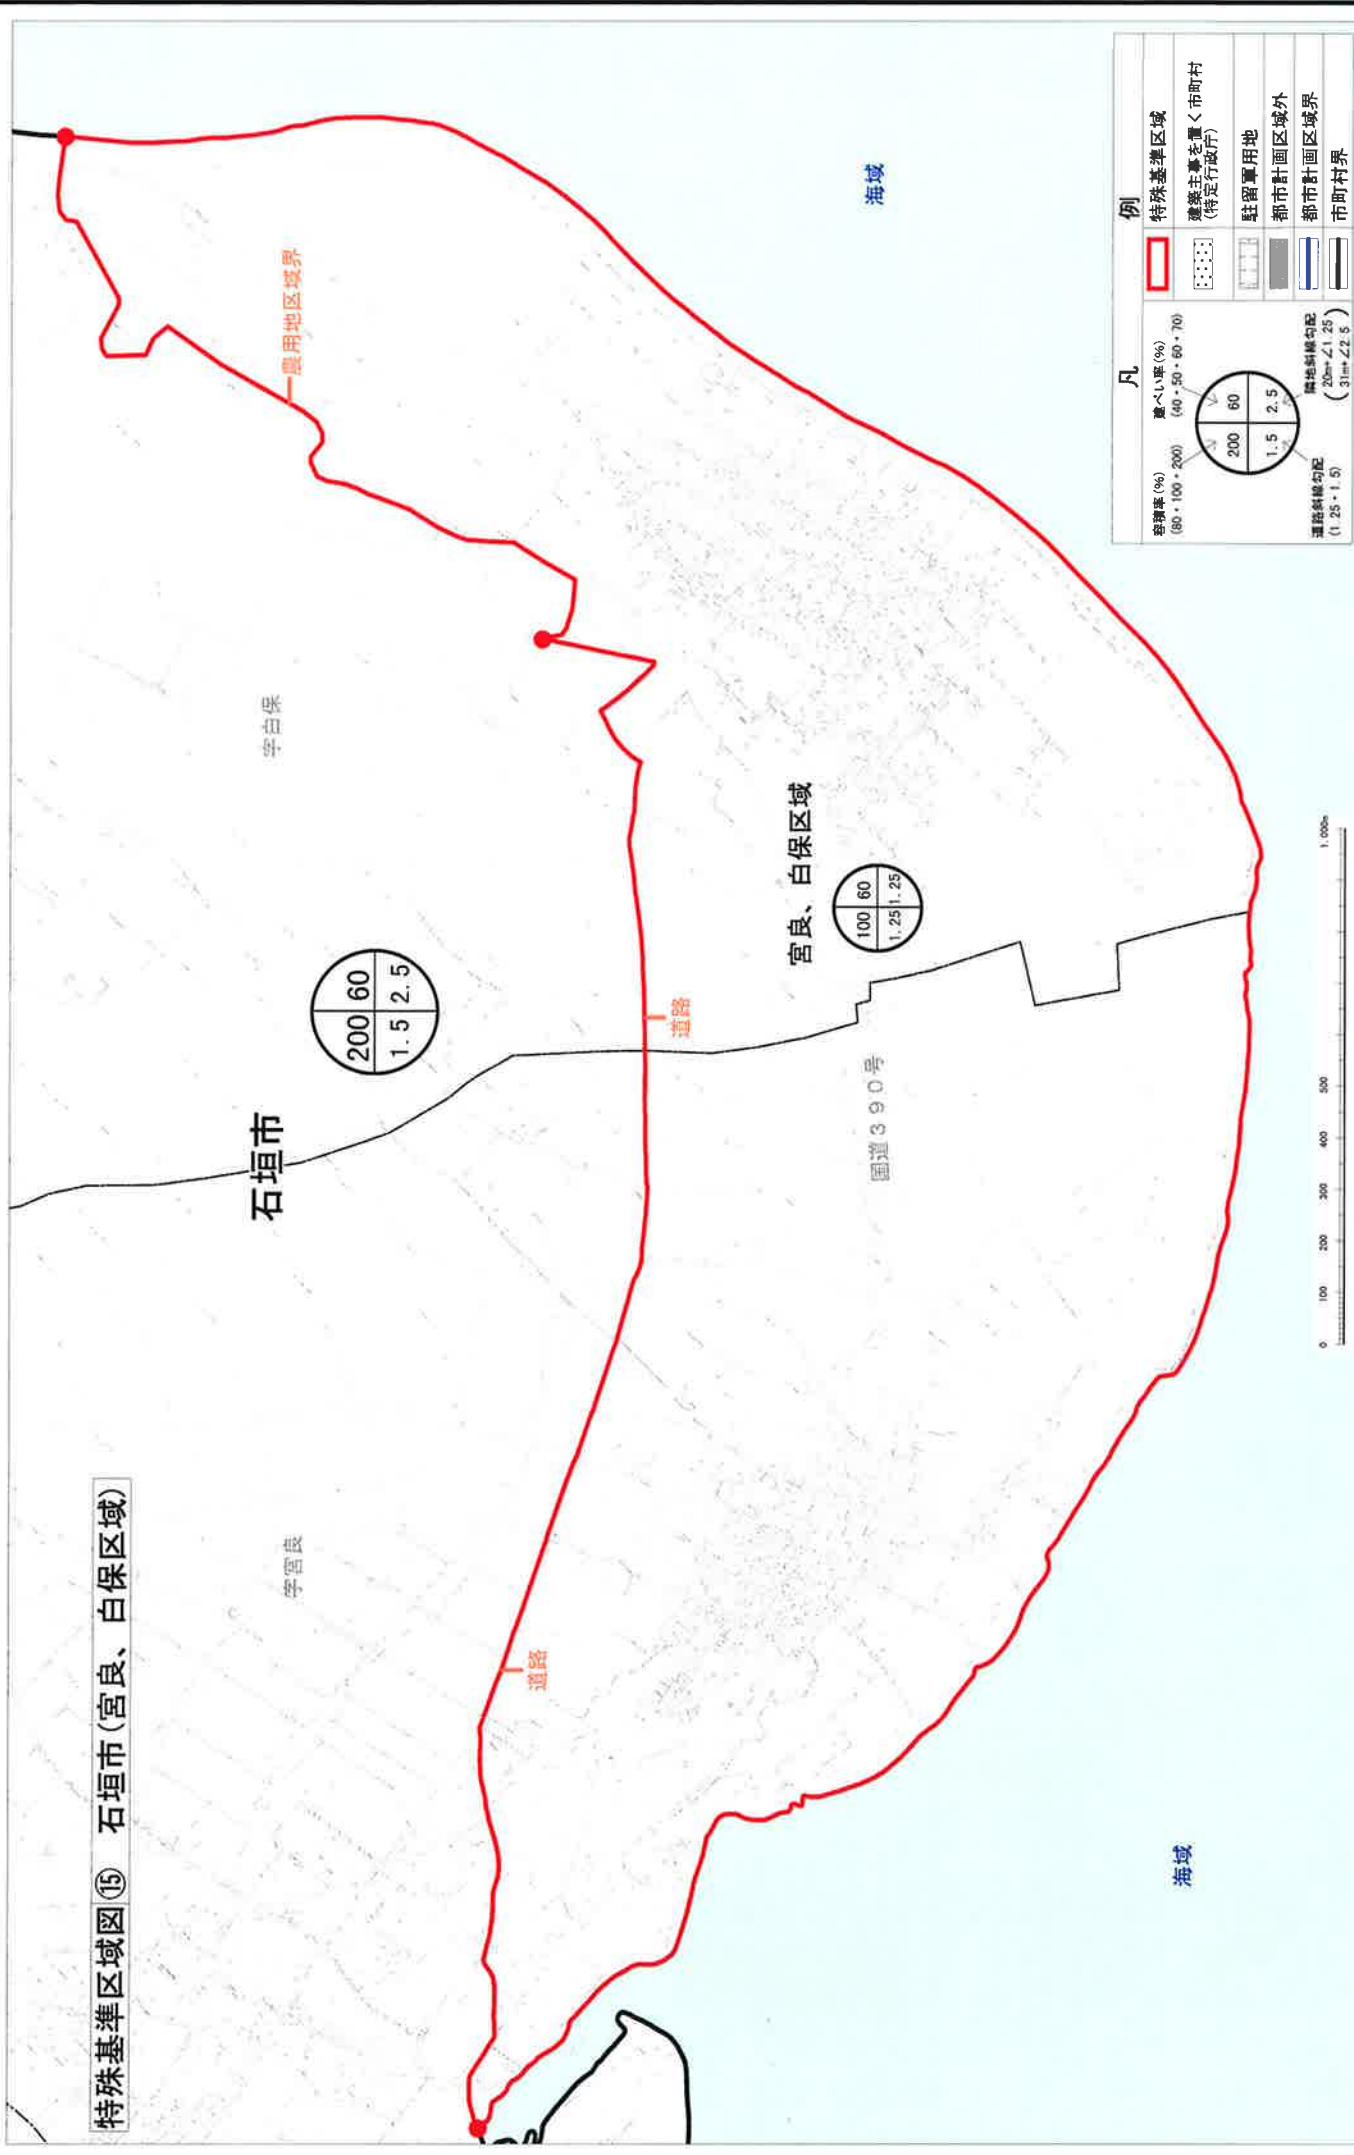 特殊基準区域図⑮ 石垣市(宮良、白保区域)
石垣市
200 60
1.5 2.5
字白保
字宮良
農用地区域界
道路
道路
宮良、白保区域
100 60
1.25 1.25
国道390号
海域
海域
0 100 200 300 400 500 1.000m
凡 例
容積率(%)
(80・100・200)
建ぺい率(%)
(40・50・60・70)
200 60
1.5 2.5
道路斜線勾配
(1.25・1.5)
隣地斜線勾配
(20m+∠1.25
31m+∠2.5)
特殊基準区域
建築主事を置く市町村
(特定行政庁)
駐留軍用地
都市計画区域外
都市計画区域界
市町村界